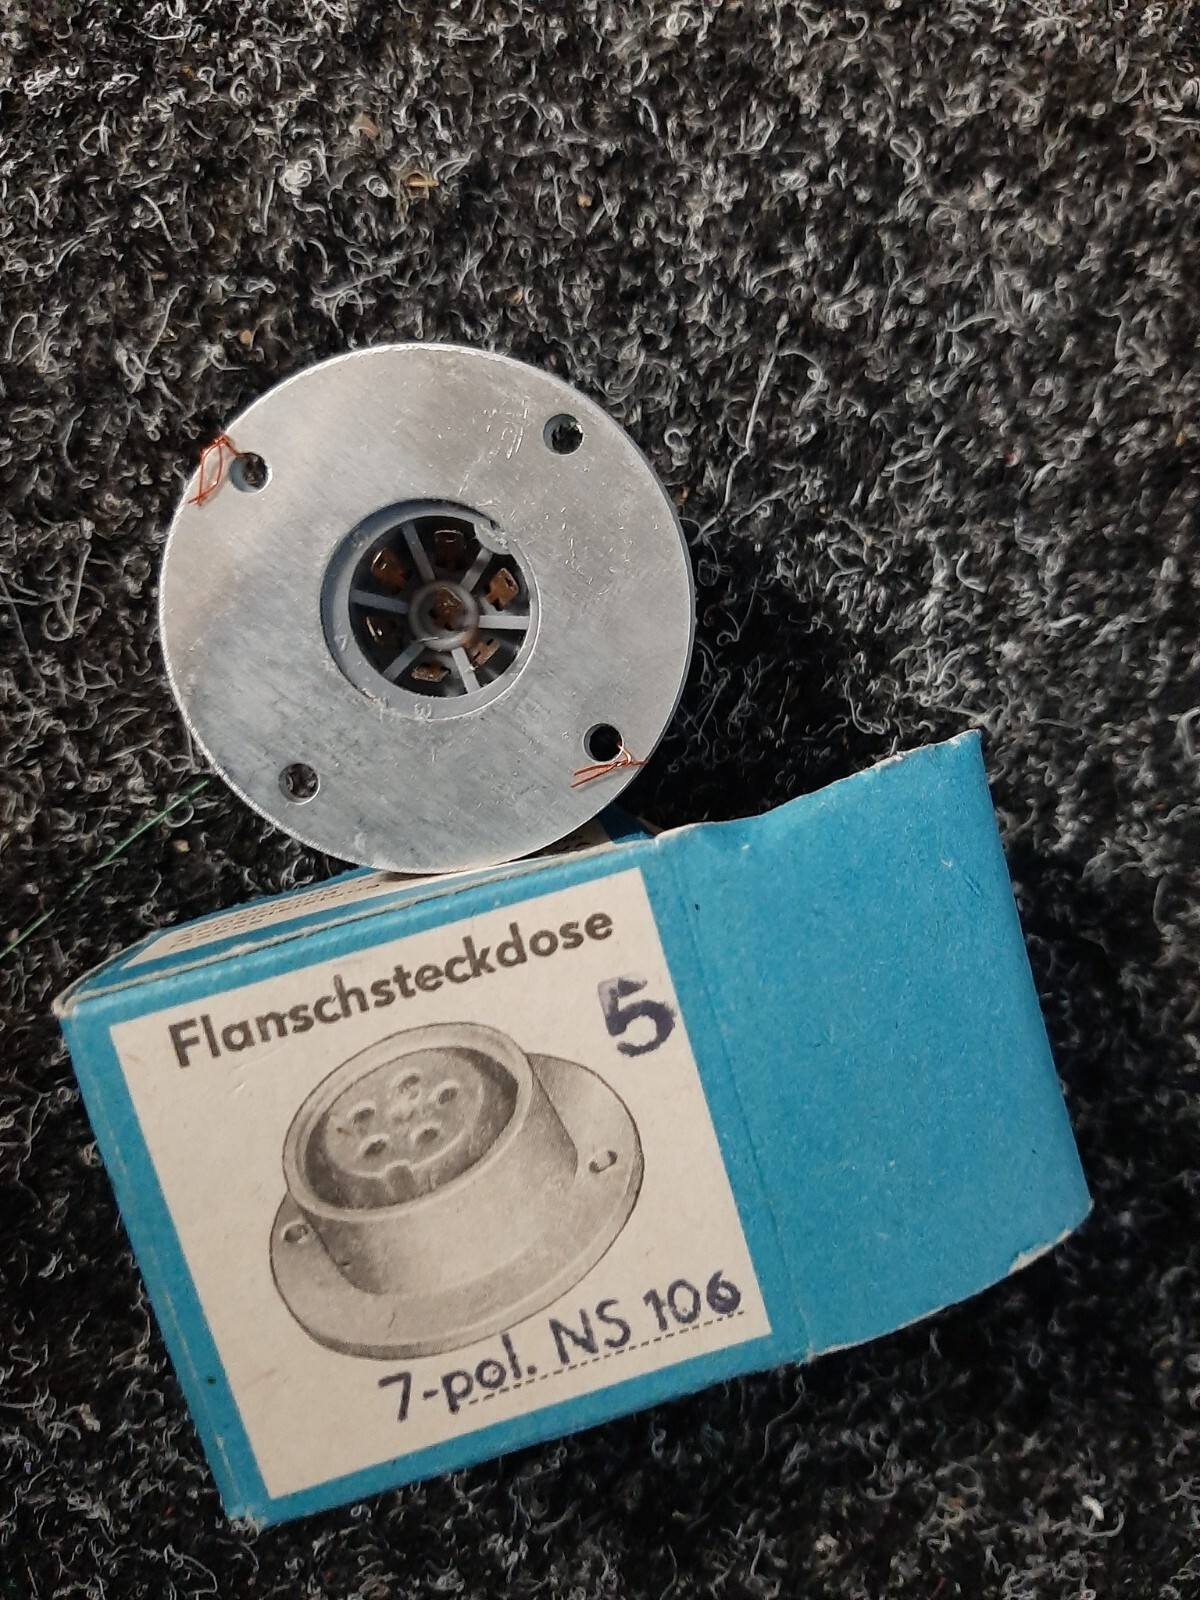 Flanschsteckdose
5
7-pol. NS 106